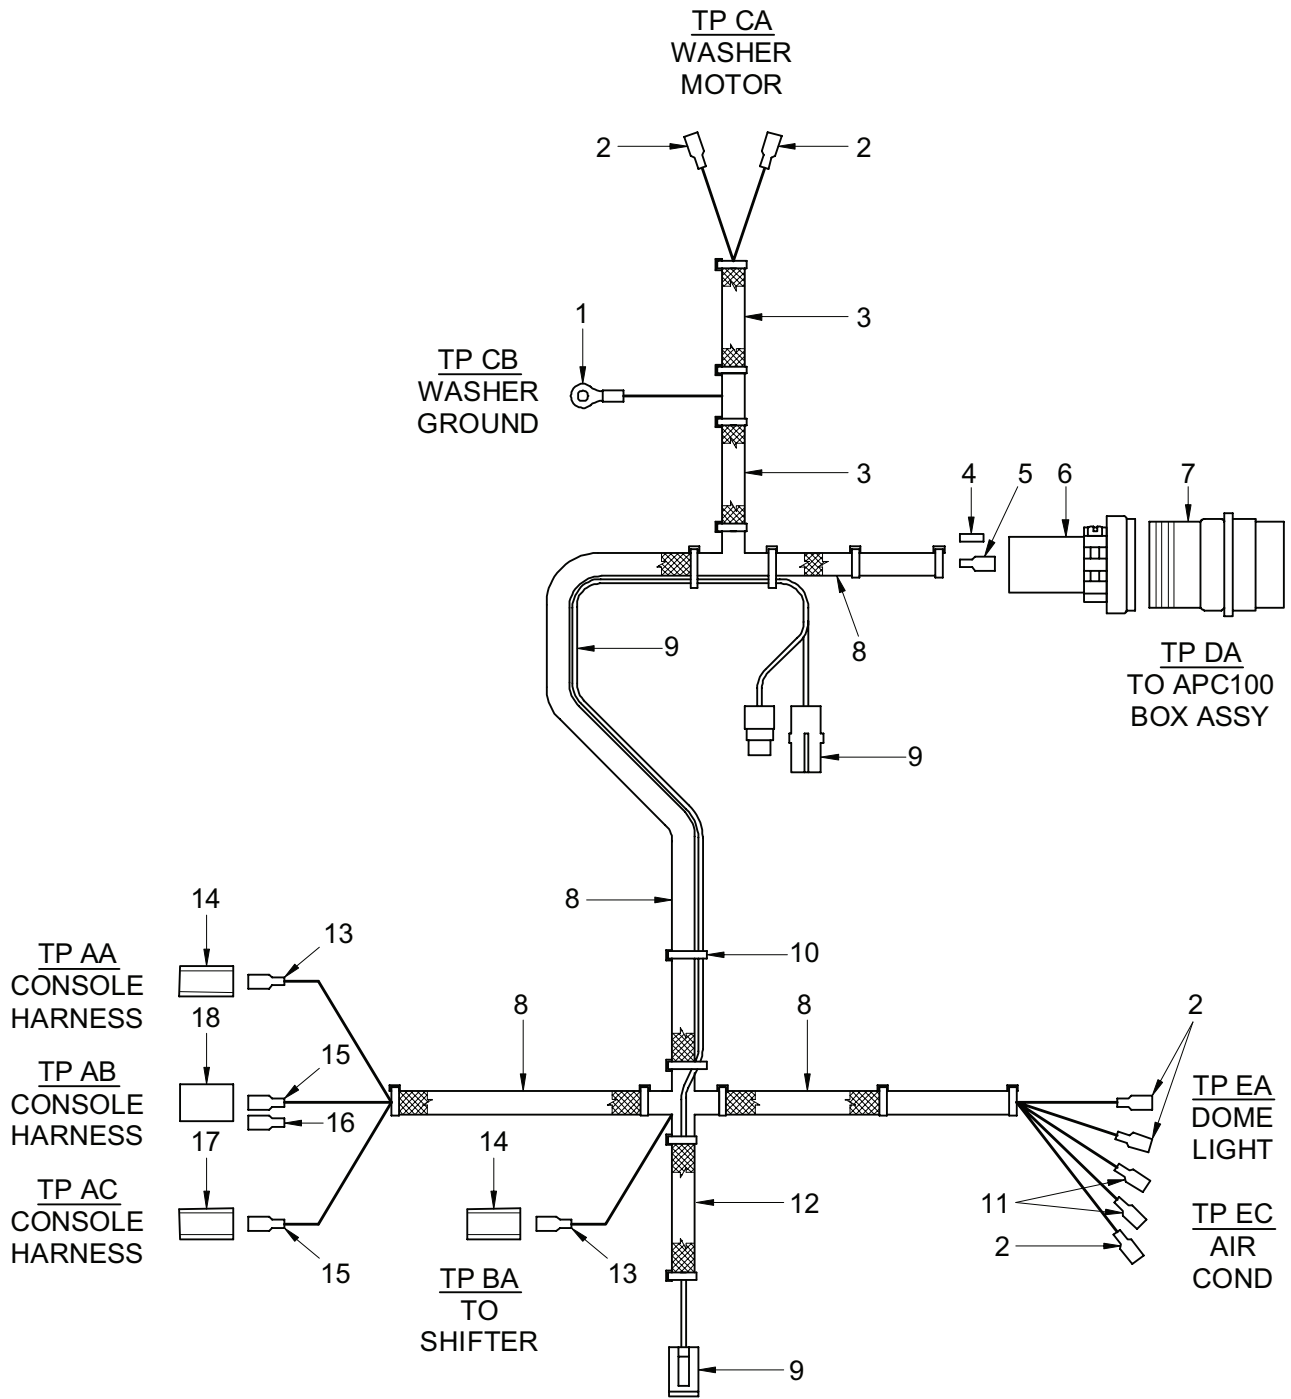 TP CA
WASHER
MOTOR
2
2
3
1
TP CB
WASHER
GROUND
3
4
5
6
7
8
9
TP DA
TO APC100
BOX ASSY
9
8
10
14
13
TP AA
CONSOLE
HARNESS
18
15
TP AB
CONSOLE
HARNESS
16
17
TP AC
CONSOLE
HARNESS
15
8
8
2
TP EA
DOME
LIGHT
14
12
11
TP EC
AIR
COND
2
13
TP BA
TO
SHIFTER
9